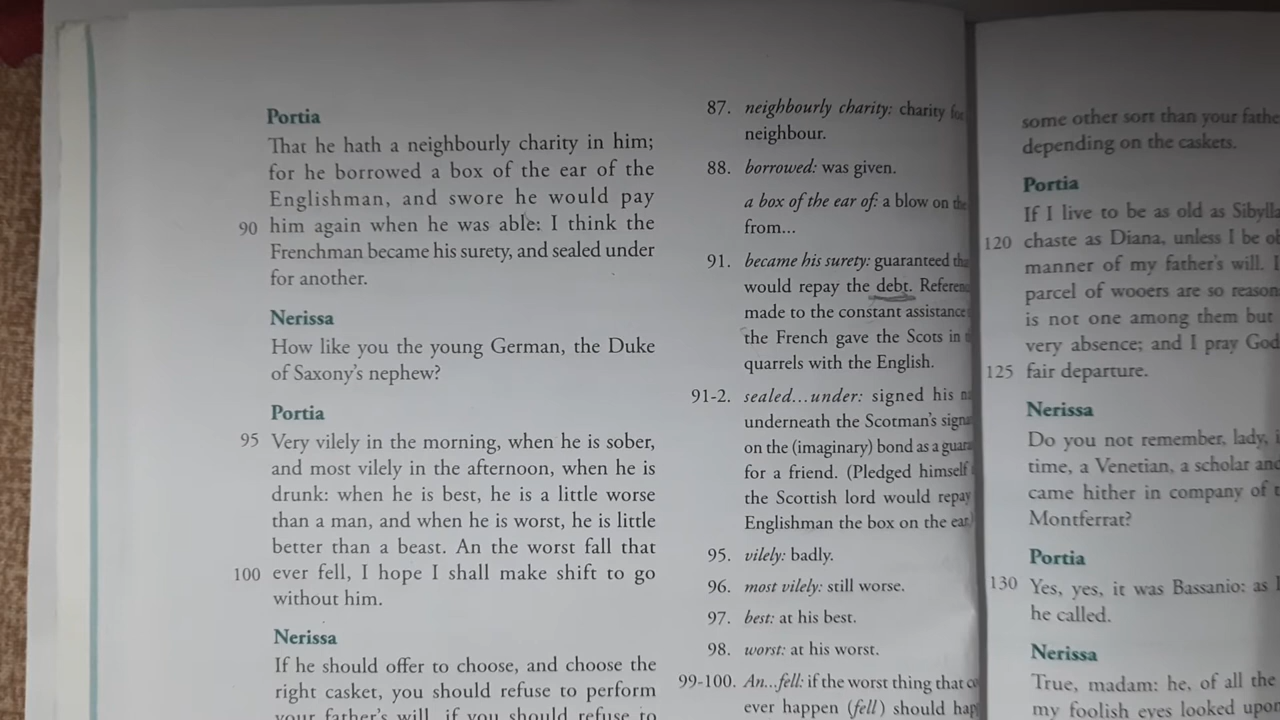 Portia
That he hath a neighbourly charity in him;
for he borrowed a box of the ear of the
Englishman, and swore he would pay
90 him again when he was able: I think the
Frenchman became his surety, and sealed under
for another.
Nerissa
How like you the young German, the Duke
of Saxony's nephew?
Portia
95 Very vilely in the morning, when he is sober,
and most vilely in the afternoon, when he is
drunk: when he is best, he is a little worse
than a man, and when he is worst, he is little
better than a beast. An the worst fall that
100 ever fell, I hope I shall make shift to go
without him.
Nerissa
If he should offer to choose, and choose the
right casket, you should refuse to perform
your father's will, if you should refuse to
87. neighbourly charity: charity for
neighbour.
88. borrowed: was given.
a box of the ear of: a blow on the
from...
91. became his surety: guaranteed
would repay the debt.
made to the constant assistance
the French gave the Scots in
quarrels with the English.
91-2. sealed...under: signed his
underneath the Scotman's
on the (imaginary) bond as a
for a friend. (Pledged himself
the Scottish lord would repay
Englishman the box on the ear.
95. vilely: badly.
96. most vilely: still worse.
97. best: at his best.
98. worst: at his worst.
99-100. An...fell: if the worst thing that
ever happen (fell) should
some other sort than your
depending on the caskets.
Portia
If I live to be as old as
120 chaste as Diana, unless I be
manner of my father's will. I
parcel of wooers are so
is not one among them but
very absence; and I pray God
125 fair departure.
Nerissa
Do you not remember, lady,
time, a Venetian, a scholar
came hither in company of
Montferrat?
Portia
130 Yes, yes, it was Bassanio: as I
he called.
Nerissa
True, madam: he, of all the
my foolish eyes looked